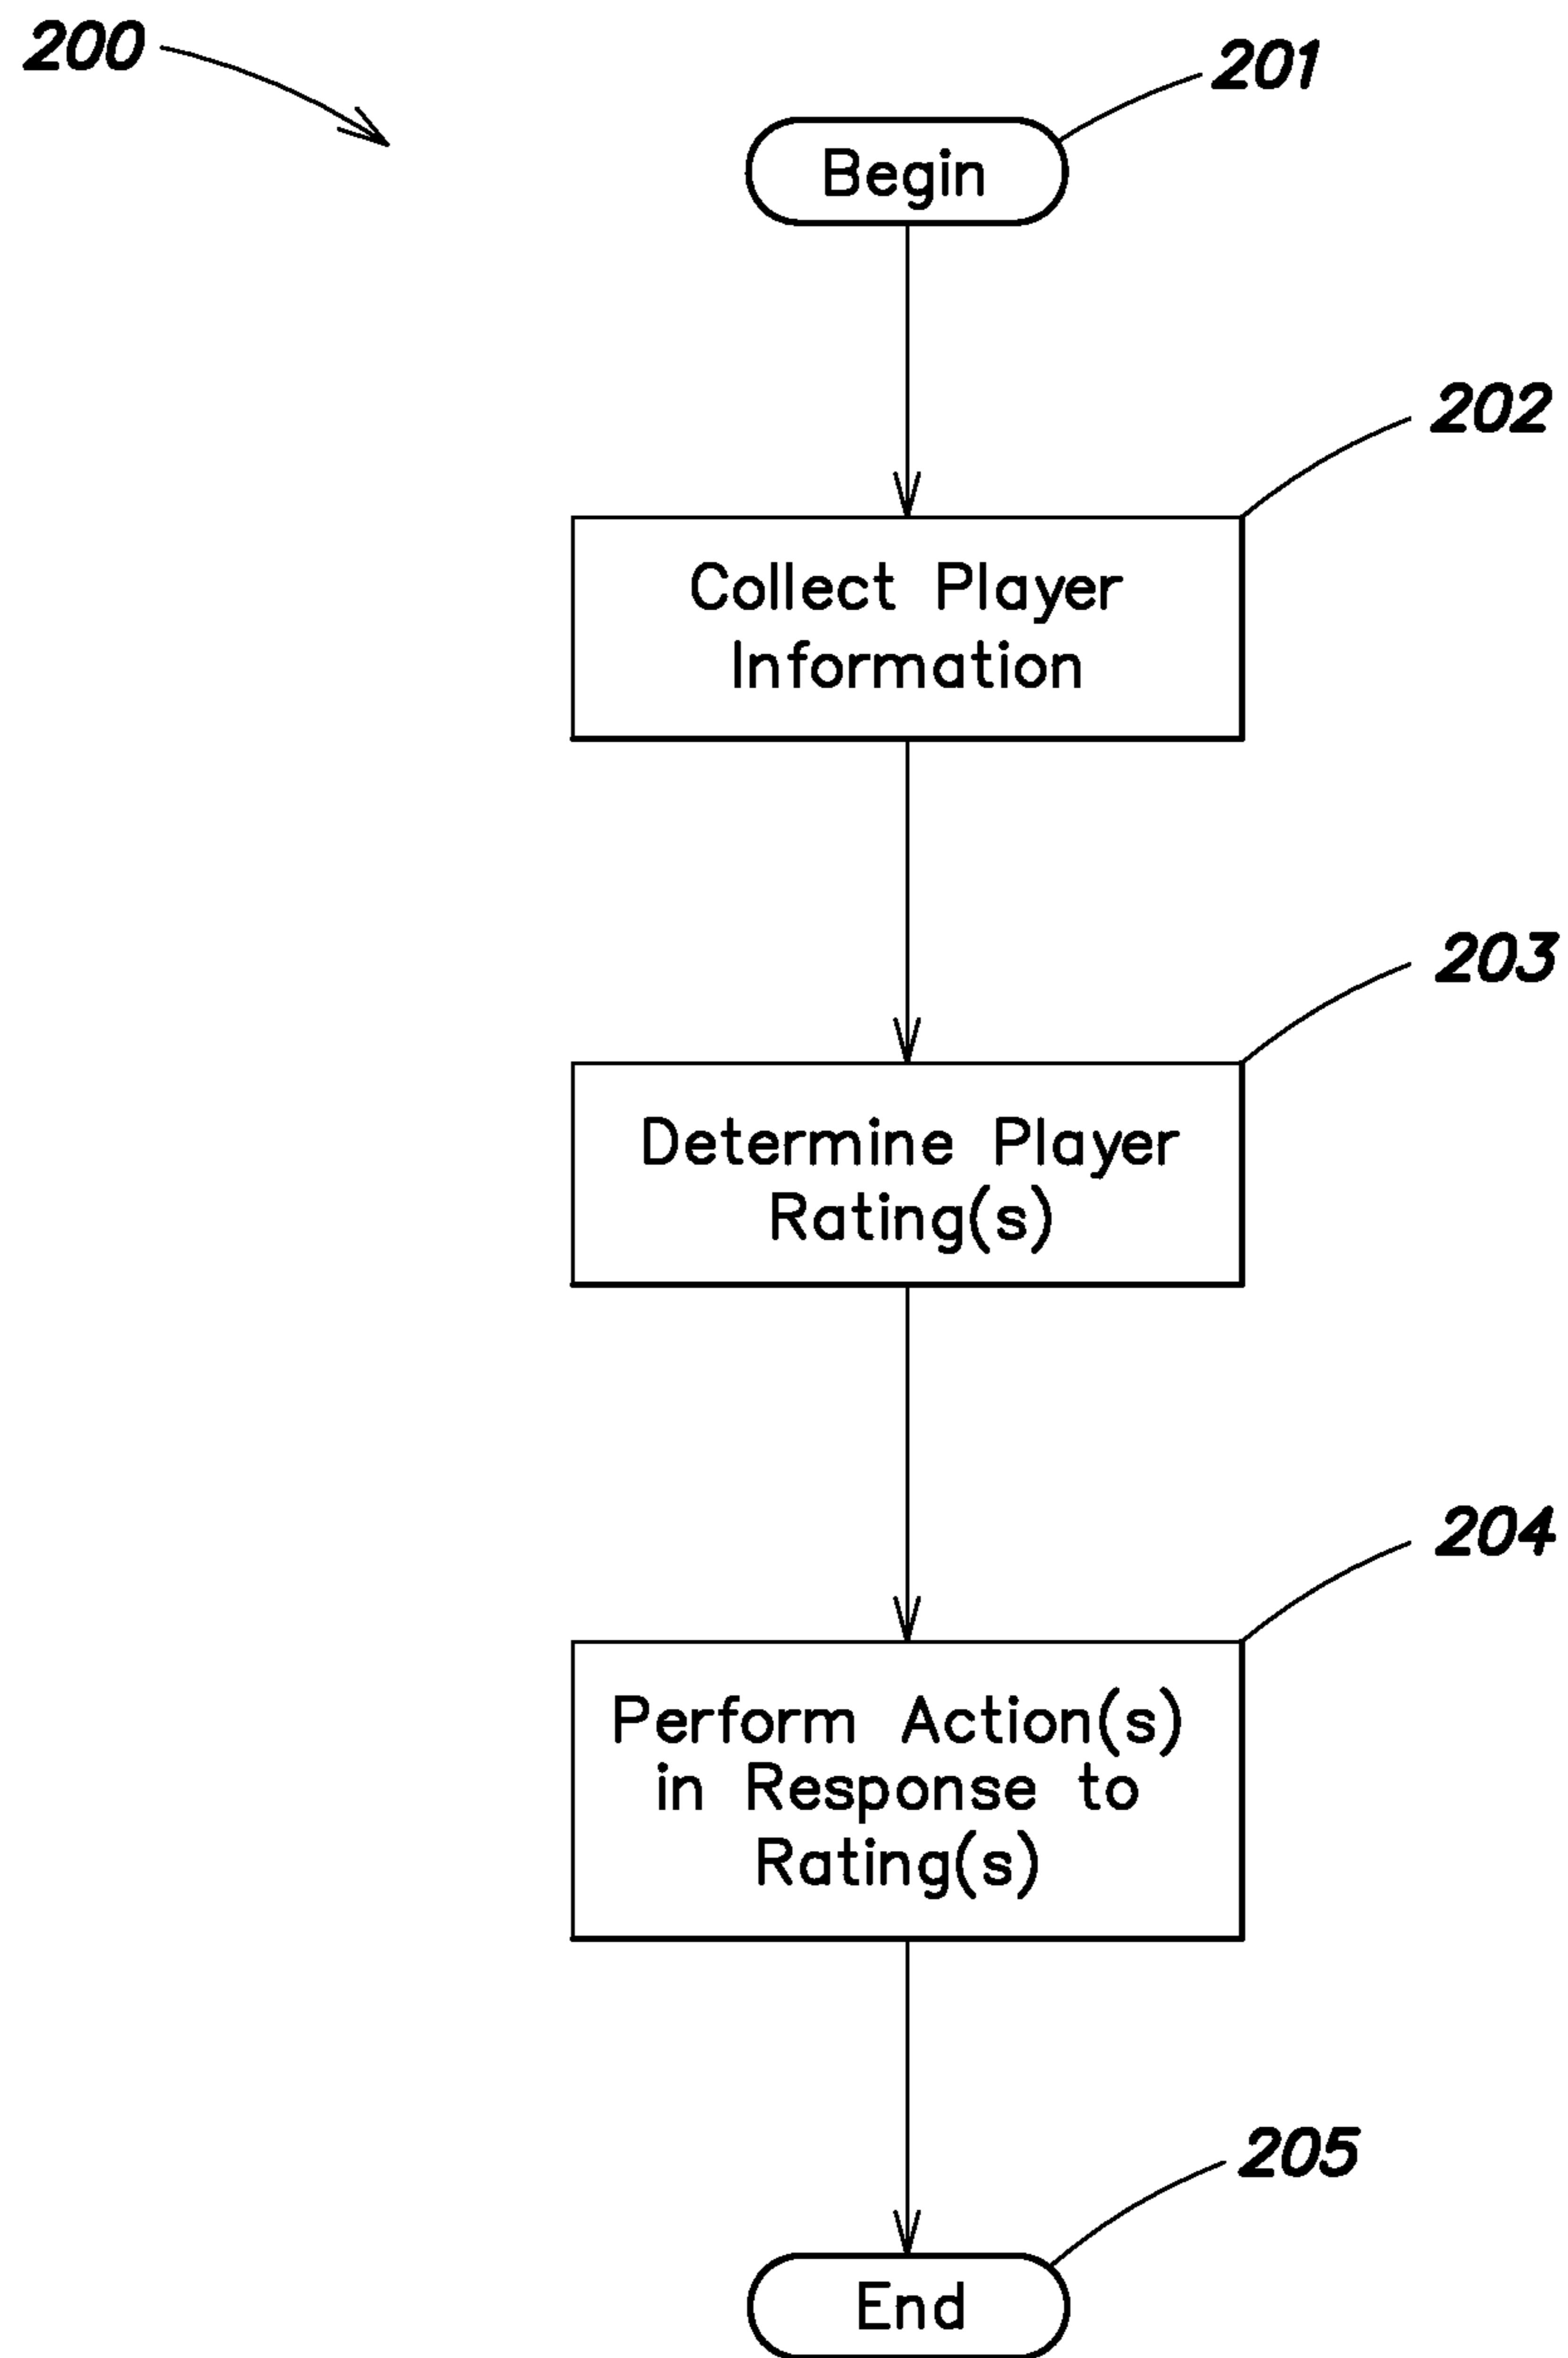 200
201
Begin
202
Collect Player
Information
203
Determine Player
Rating(s)
204
Perform Action(s)
in Response to
Rating(s)
205
End